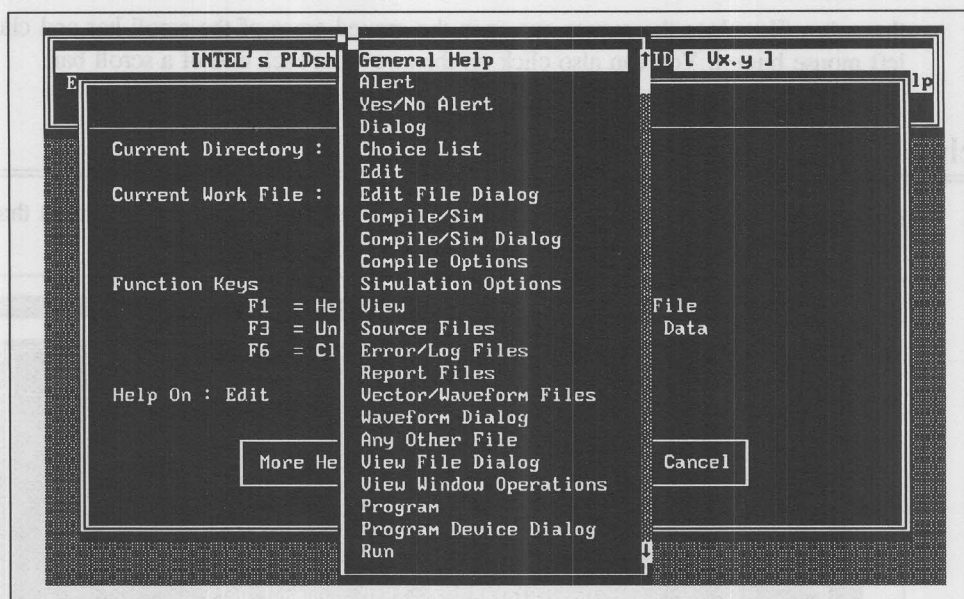 INTEL's PLDsh
ID [ Vx.y ]
E
lp
General Help
Alert
Yes/No Alert
Dialog
Choice List
Edit
Edit File Dialog
Compile/Sim
Compile/Sim Dialog
Compile Options
Simulation Options
View
Source Files
Error/Log Files
Report Files
Vector/Waveform Files
Waveform Dialog
Any Other File
View File Dialog
View Window Operations
Program
Program Device Dialog
Run
Current Directory :
Current Work File :
Function Keys
F1 = He
File
F3 = Un
Data
F6 = Cl
Help On : Edit
More He
Cancel